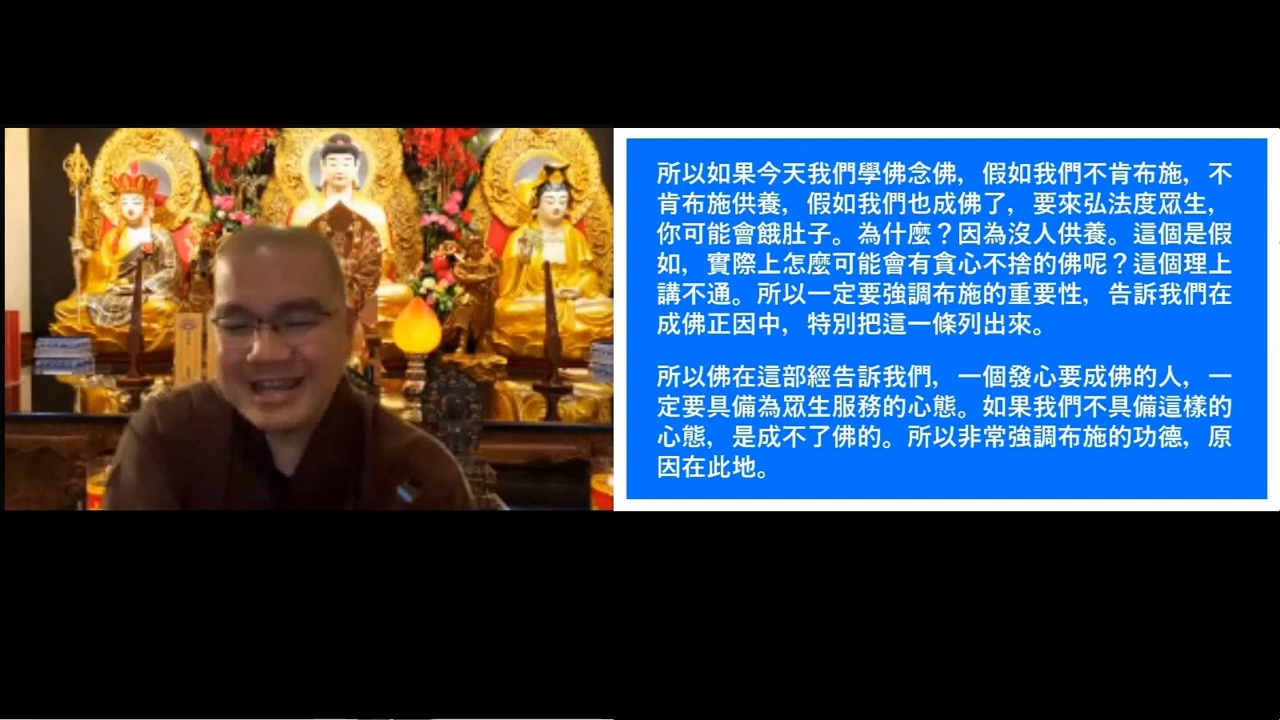 所以如果今天我們學佛念佛，假如我們不肯布施，不
肯布施供養，假如我們也成佛了，要來弘法度眾生，
你可能會餓肚子。為什麼？因為沒人供養。這個是假
如，實際上怎麼可能會有貪心不捨的佛呢？這個理上
講不通。所以一定要強調布施的重要性，告訴我們在
成佛正因中，特別把這一條列出來。
所以佛在這部經告訴我們，一個發心要成佛的人，一
定要具備為眾生服務的心態。如果我們不具備這樣的
心態，是成不了佛的。所以非常強調布施的功德，原
因在此地。